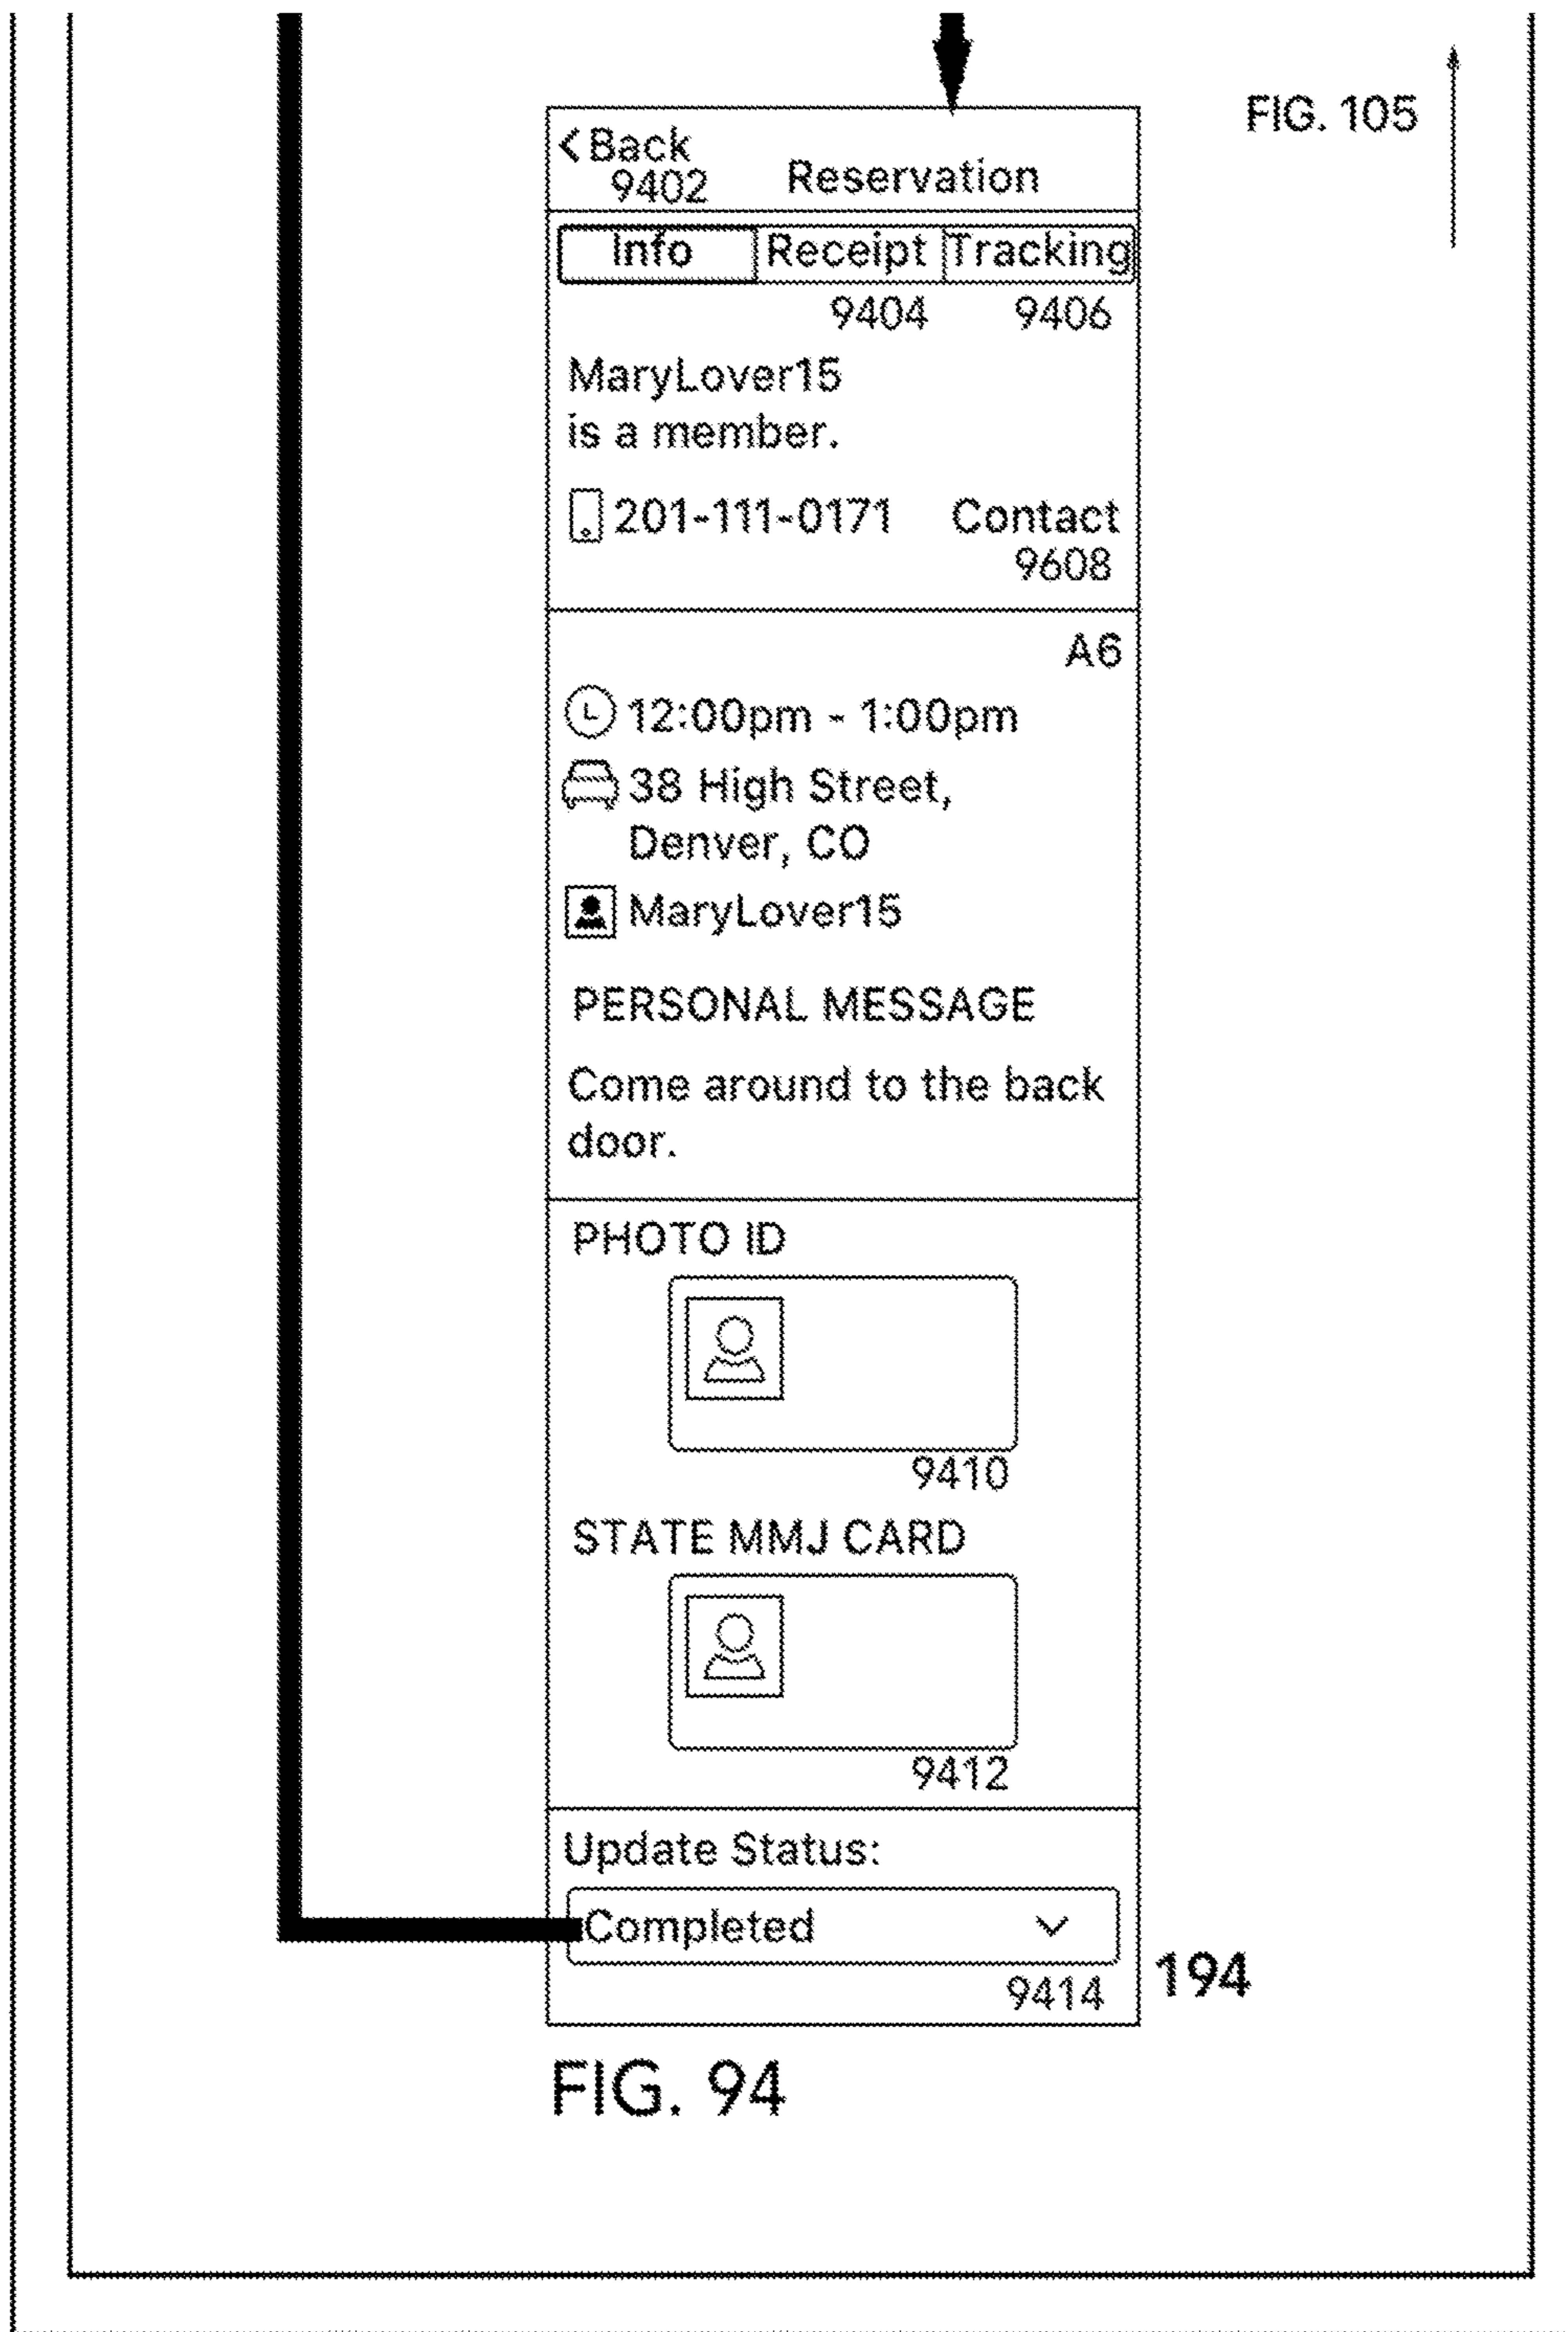 FIG. 105
Back
9402
Reservation
Info Receipt Tracking
9404 9406
MaryLover15
is a member.
201-111-0171 Contact
9608
A6
12:00pm - 1:00pm
38 High Street,
Denver, CO
MaryLover15
PERSONAL MESSAGE
Come around to the back
door.
PHOTO ID
9410
STATE MMJ CARD
9412
Update Status:
Completed
9414
194
FIG. 94